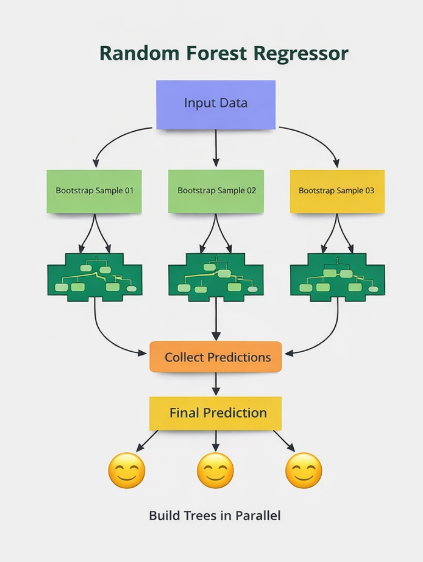 Random Forest Regressor
Input Data
Bootstrap Sample 01
Bootstrap Sample 02
Bootstrap Sample 03
Collect Predictions
Final Prediction
Build Trees in Parallel